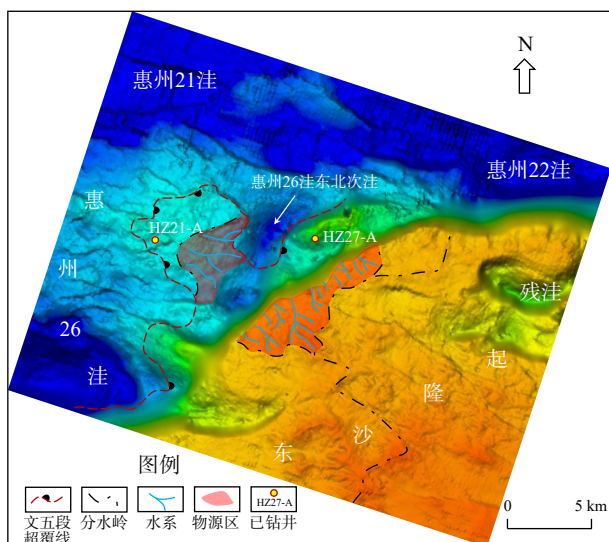 惠州21洼
N
惠州22洼
惠州26洼东北次洼
惠
HZ21-A
HZ27-A
州
残洼
26
起
洼
隆
沙
东
图例
HZ27-A
文五段
超覆线
分水岭
水系
物源区
已钻井
0
5 km